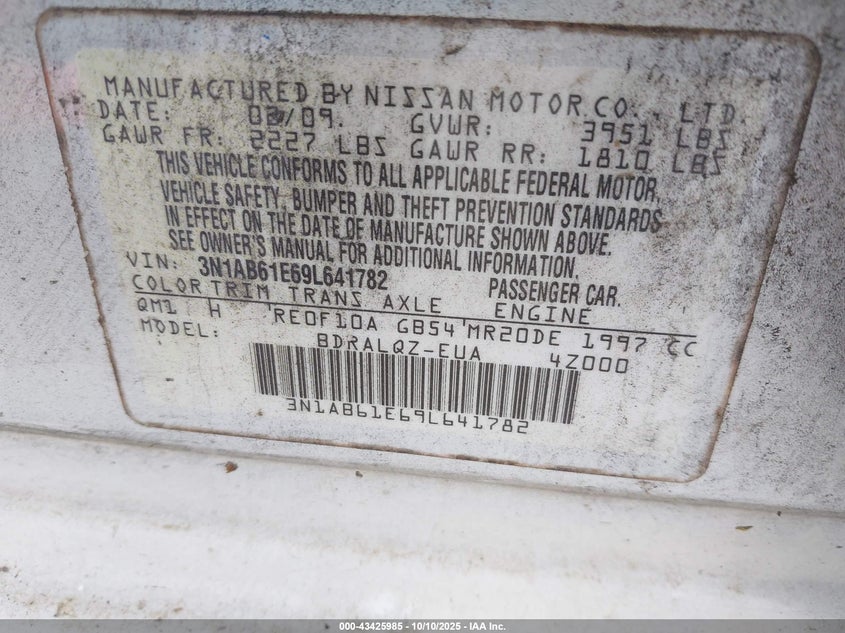 MANUFACTURED BY NISSAN MOTOR CO., LTD.
DATE: 02/09. GVWR: 3951 LBS
GAWR FR: 2227 LBS GAWR RR: 1810 LBS
THIS VEHICLE CONFORMS TO ALL APPLICABLE FEDERAL MOTOR
VEHICLE SAFETY, BUMPER AND THEFT PREVENTION STANDARDS
IN EFFECT ON THE DATE OF MANUFACTURE SHOWN ABOVE.
SEE OWNER'S MANUAL FOR ADDITIONAL INFORMATION.
VIN: 3N1AB61E69L641782 PASSENGER CAR.
COLOR TRIM TRANS AXLE ENGINE
QM1 H RE0F10A GB54 MR20DE 1997 CC
MODEL: BDRALQZ-EUA 4Z000
3N1AB61E69L641782
000-43425985 - 10/10/2025 - IAA Inc.